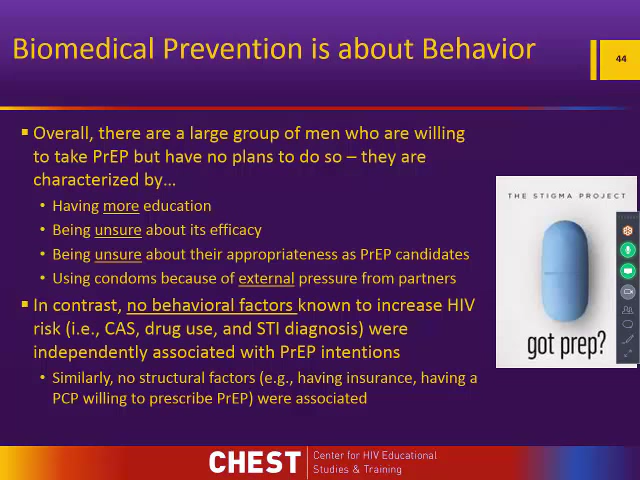 Biomedical Prevention is about Behavior
44
Overall, there are a large group of men who are willing
to take PrEP but have no plans to do so – they are
characterized by…
• Having more education
• Being unsure about its efficacy
• Being unsure about their appropriateness as PrEP candidates
• Using condoms because of external pressure from partners
In contrast, no behavioral factors known to increase HIV
risk (i.e., CAS, drug use, and STI diagnosis) were
independently associated with PrEP intentions
• Similarly, no structural factors (e.g., having insurance, having a
PCP willing to prescribe PrEP) were associated
THE STIGMA PROJECT
got prep?
CHEST
Center for HIV Educational
Studies & Training